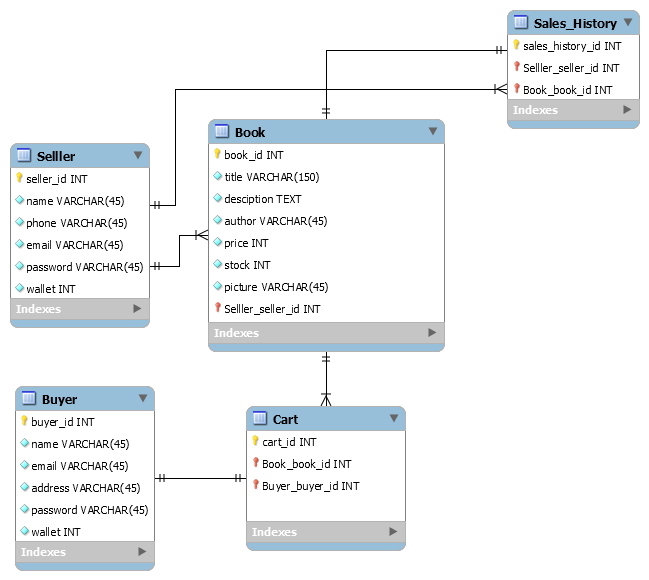 Sales_History
sales_history_id INT
Selller_seller_id INT
Book_book_id INT
Indexes
Book
book_id INT
title VARCHAR(150)
desciption TEXT
author VARCHAR(45)
price INT
stock INT
picture VARCHAR(45)
Selller_seller_id INT
Indexes
Selller
seller_id INT
name VARCHAR(45)
phone VARCHAR(45)
email VARCHAR(45)
password VARCHAR(45)
wallet INT
Indexes
Buyer
buyer_id INT
name VARCHAR(45)
email VARCHAR(45)
address VARCHAR(45)
password VARCHAR(45)
wallet INT
Indexes
Cart
cart_id INT
Book_book_id INT
Buyer_buyer_id INT
Indexes